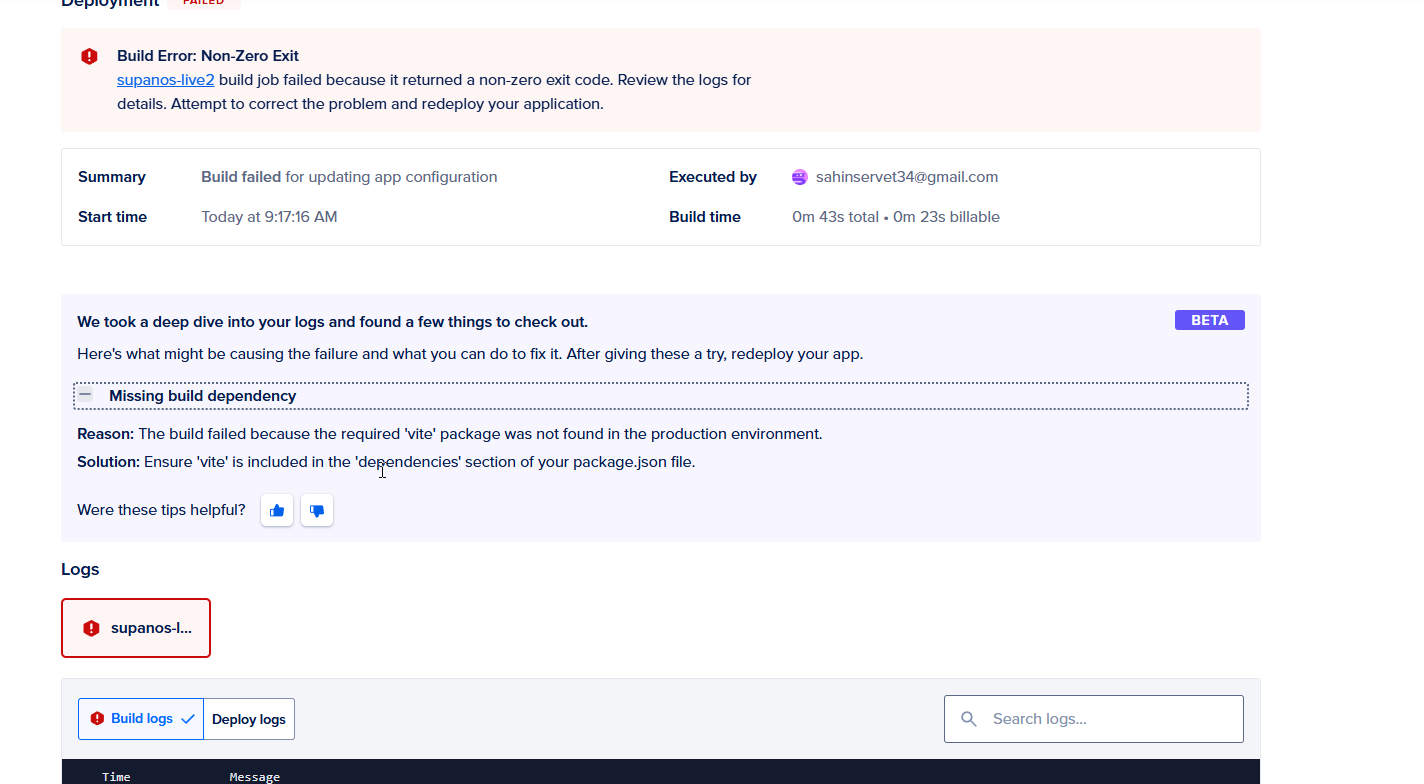 Deployment FAILED
Build Error: Non-Zero Exit
supanos-live2 build job failed because it returned a non-zero exit code. Review the logs for
details. Attempt to correct the problem and redeploy your application.
Summary Build failed for updating app configuration Executed by sahinservet34@gmail.com
Start time Today at 9:17:16 AM Build time 0m 43s total • 0m 23s billable
We took a deep dive into your logs and found a few things to check out. BETA
Here's what might be causing the failure and what you can do to fix it. After giving these a try, redeploy your app.
Missing build dependency
Reason: The build failed because the required 'vite' package was not found in the production environment.
Solution: Ensure 'vite' is included in the 'dependencies' section of your package.json file.
Were these tips helpful?
Logs
supanos-l...
Build logs Deploy logs Search logs...
Time Message